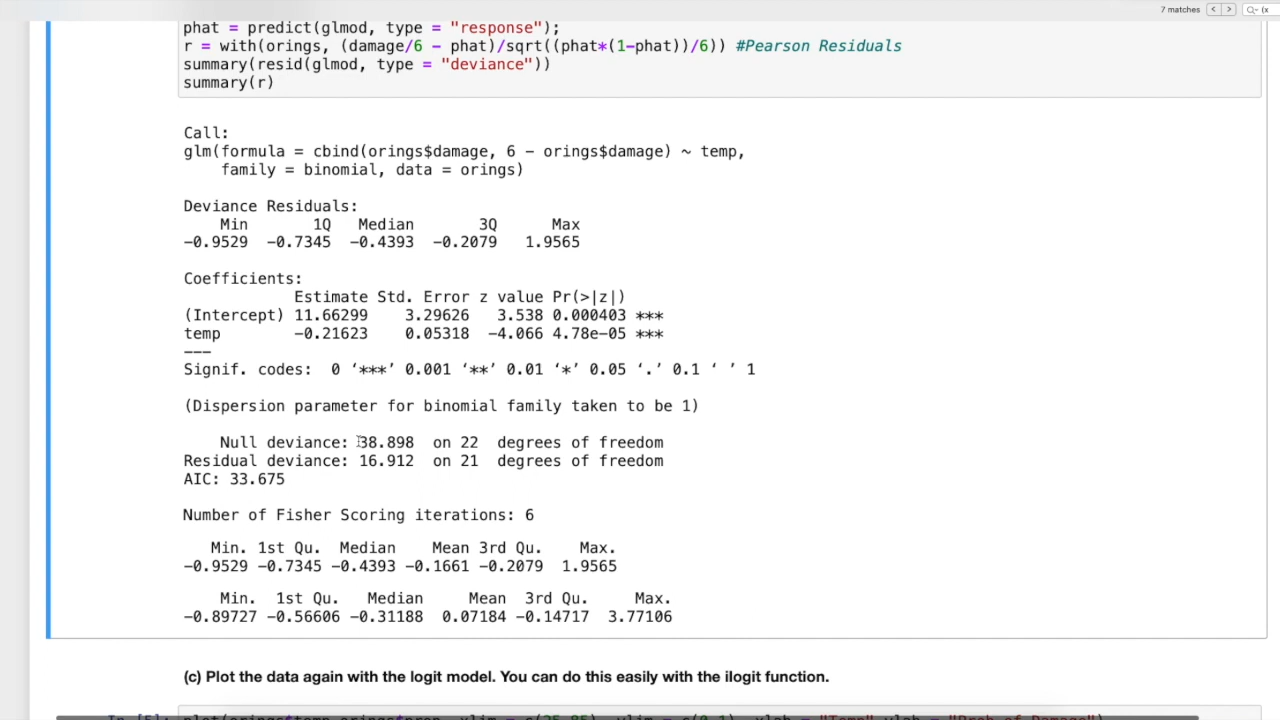 7 matches
phat = predict(glmod, type = "response");
r = with(orings, (damage/6 - phat)/sqrt((phat*(1-phat))/6)) #Pearson Residuals
summary(resid(glmod, type = "deviance"))
summary(r)
Call:
glm(formula = cbind(orings$damage, 6 - orings$damage) ~ temp,
family = binomial, data = orings)
Deviance Residuals:
Min 1Q Median 3Q Max
-0.9529 -0.7345 -0.4393 -0.2079 1.9565
Coefficients:
Estimate Std. Error z value Pr(>|z|)
(Intercept) 11.66299 3.29626 3.538 0.000403 ***
temp -0.21623 0.05318 -4.066 4.78e-05 ***
---
Signif. codes: 0 ‘***’ 0.001 ‘**’ 0.01 ‘*’ 0.05 ‘.’ 0.1 ‘ ’ 1
(Dispersion parameter for binomial family taken to be 1)
Null deviance: 38.898 on 22 degrees of freedom
Residual deviance: 16.912 on 21 degrees of freedom
AIC: 33.675
Number of Fisher Scoring iterations: 6
Min. 1st Qu. Median Mean 3rd Qu. Max.
-0.9529 -0.7345 -0.4393 -0.1661 -0.2079 1.9565
Min. 1st Qu. Median Mean 3rd Qu. Max.
-0.89727 -0.56606 -0.31188 0.07184 -0.14717 3.77106
(c) Plot the data again with the logit model. You can do this easily with the ilogit function.